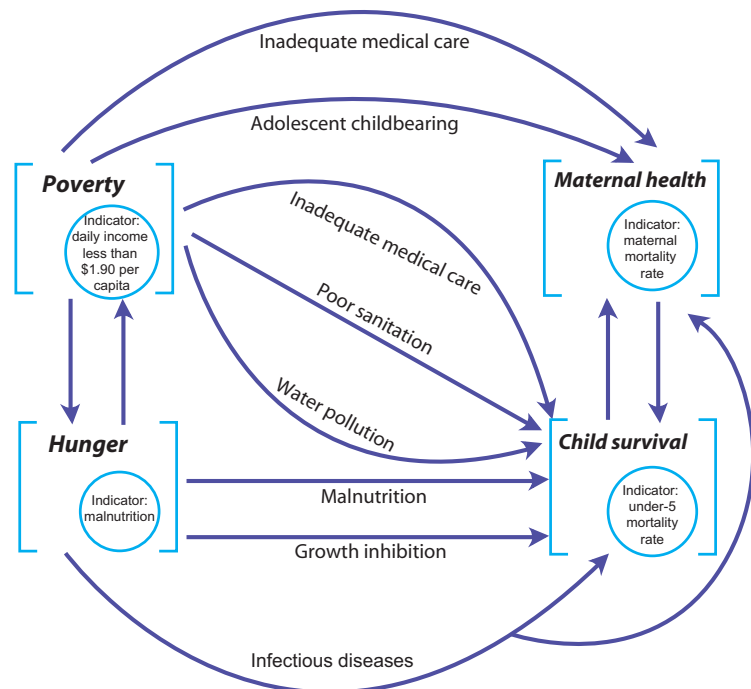 Inadequate medical care
Adolescent childbearing
Poverty
Indicator:
daily income
less than
$1.90 per
capita
Maternal health
Indicator:
maternal
mortality
rate
Inadequate medical care
Poor sanitation
Water pollution
Hunger
Indicator:
malnutrition
Child survival
Indicator:
under-5
mortality
rate
Malnutrition
Growth inhibition
Infectious diseases